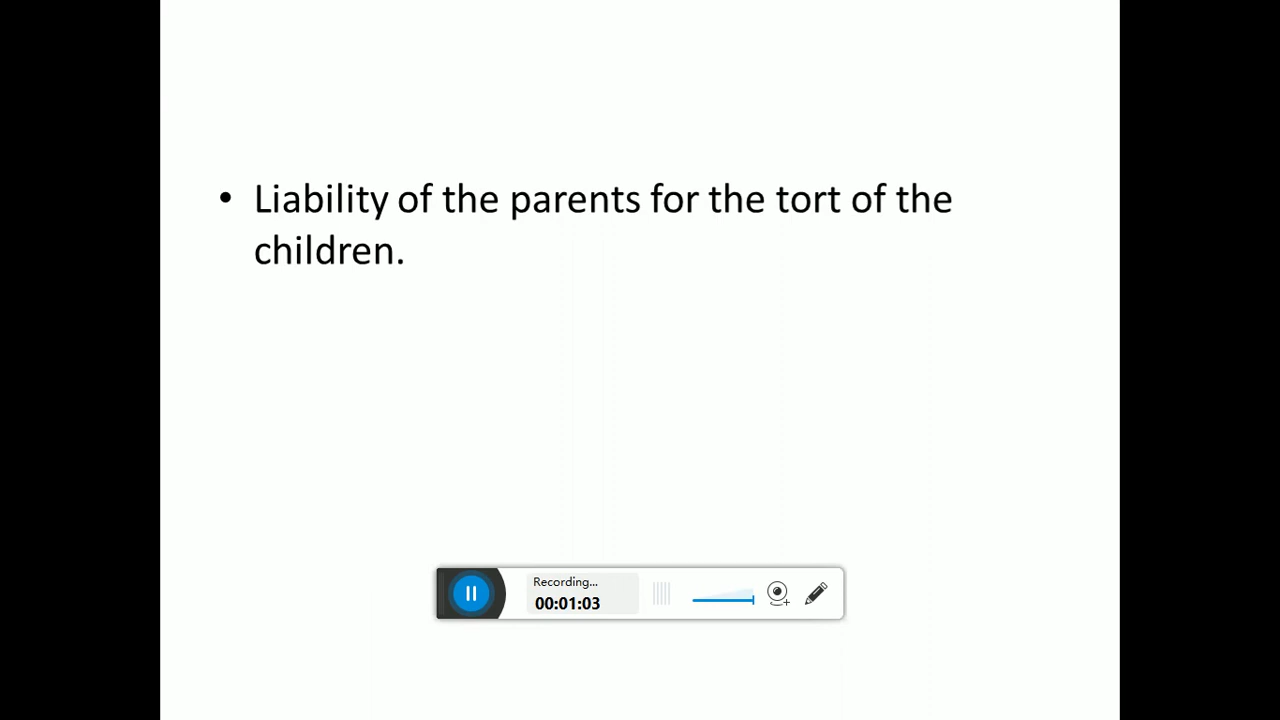 • Liability of the parents for the tort of the
children.
Recording...
00:01:03